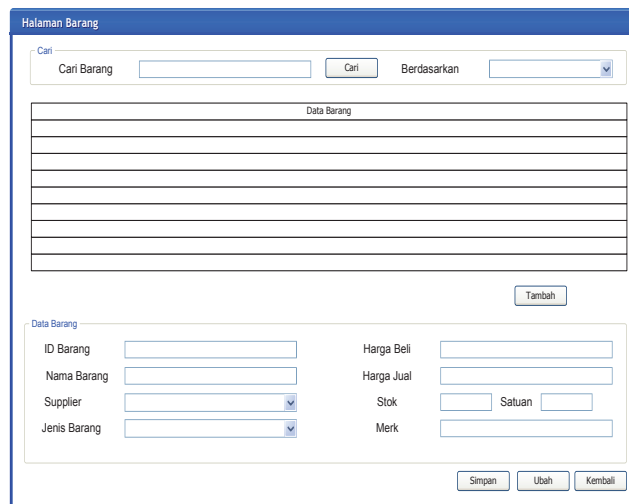 Halaman Barang
Cari
Cari Barang Cari Berdasarkan
Data Barang
Tambah
Data Barang
ID Barang Harga Beli
Nama Barang Harga Jual
Supplier Stok Satuan
Jenis Barang Merk
Simpan Ubah Kembali